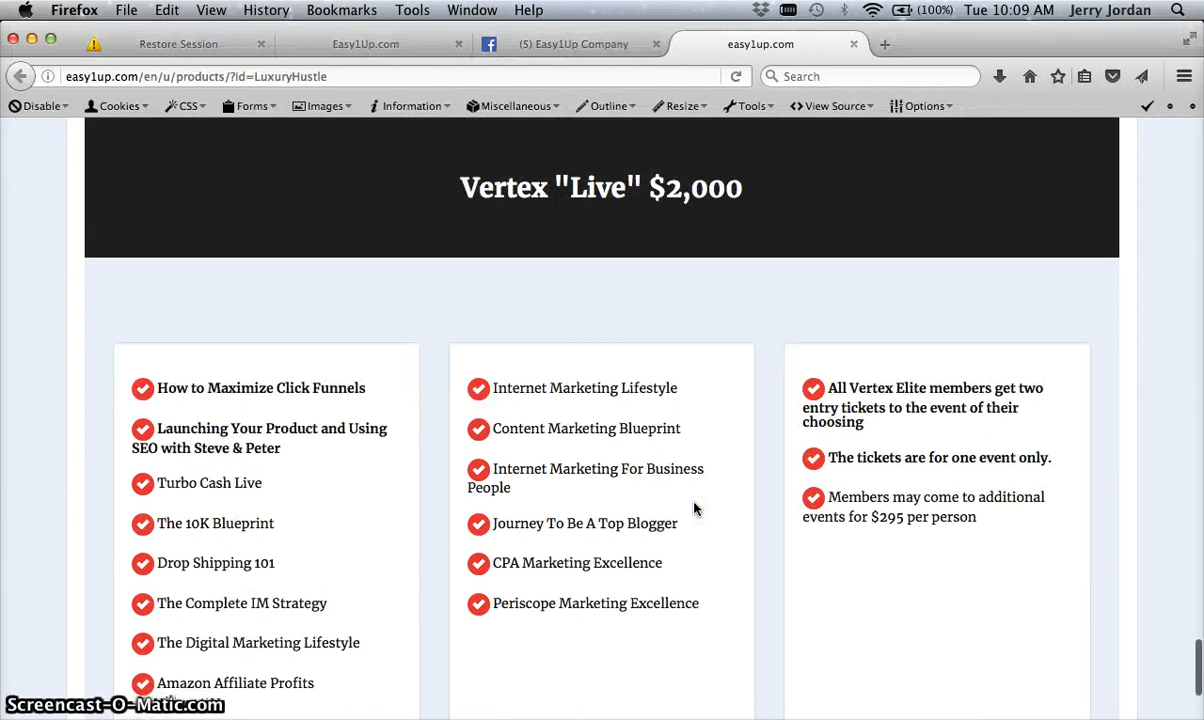 Firefox File Edit View History Bookmarks Tools Window Help (100%) Tue 10:09 AM Jerry Jordan
Restore Session Easy1Up.com (5) Easy1Up Company easy1up.com
easy1up.com/en/u/products/?id=LuxuryHustle Search
Disable Cookies CSS Forms Images Information Miscellaneous Outline Resize Tools View Source Options
Vertex "Live" $2,000
How to Maximize Click Funnels
Launching Your Product and Using
SEO with Steve & Peter
Turbo Cash Live
The 10K Blueprint
Drop Shipping 101
The Complete IM Strategy
The Digital Marketing Lifestyle
Amazon Affiliate Profits
Internet Marketing Lifestyle
Content Marketing Blueprint
Internet Marketing For Business
People
Journey To Be A Top Blogger
CPA Marketing Excellence
Periscope Marketing Excellence
All Vertex Elite members get two
entry tickets to the event of their
choosing
The tickets are for one event only.
Members may come to additional
events for $295 per person
Screencast-O-Matic.com